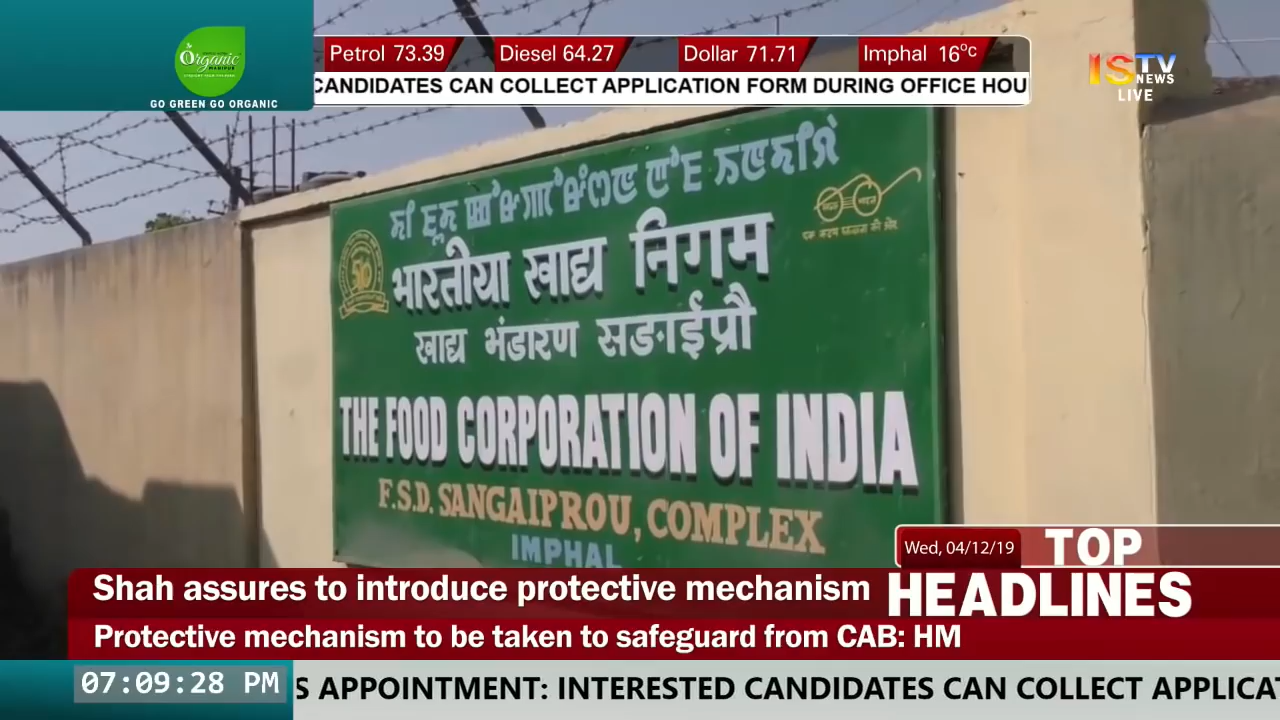 Organic
GO GREEN GO ORGANIC
Petrol 73.39
Diesel 64.27
Dollar 71.71
Imphal 16°C
CANDIDATES CAN COLLECT APPLICATION FORM DURING OFFICE HOU
ISTV
NEWS
LIVE
भारतीया खाद्य निगम
खाद्य भंडारण सङाईप्रौ
THE FOOD CORPORATION OF INDIA
F.S.D. SANGAIPROU, COMPLEX
IMPHAL
Wed, 04/12/19
TOP
HEADLINES
Shah assures to introduce protective mechanism
Protective mechanism to be taken to safeguard from CAB: HM
07:09:28 PM
S APPOINTMENT: INTERESTED CANDIDATES CAN COLLECT APPLICAT